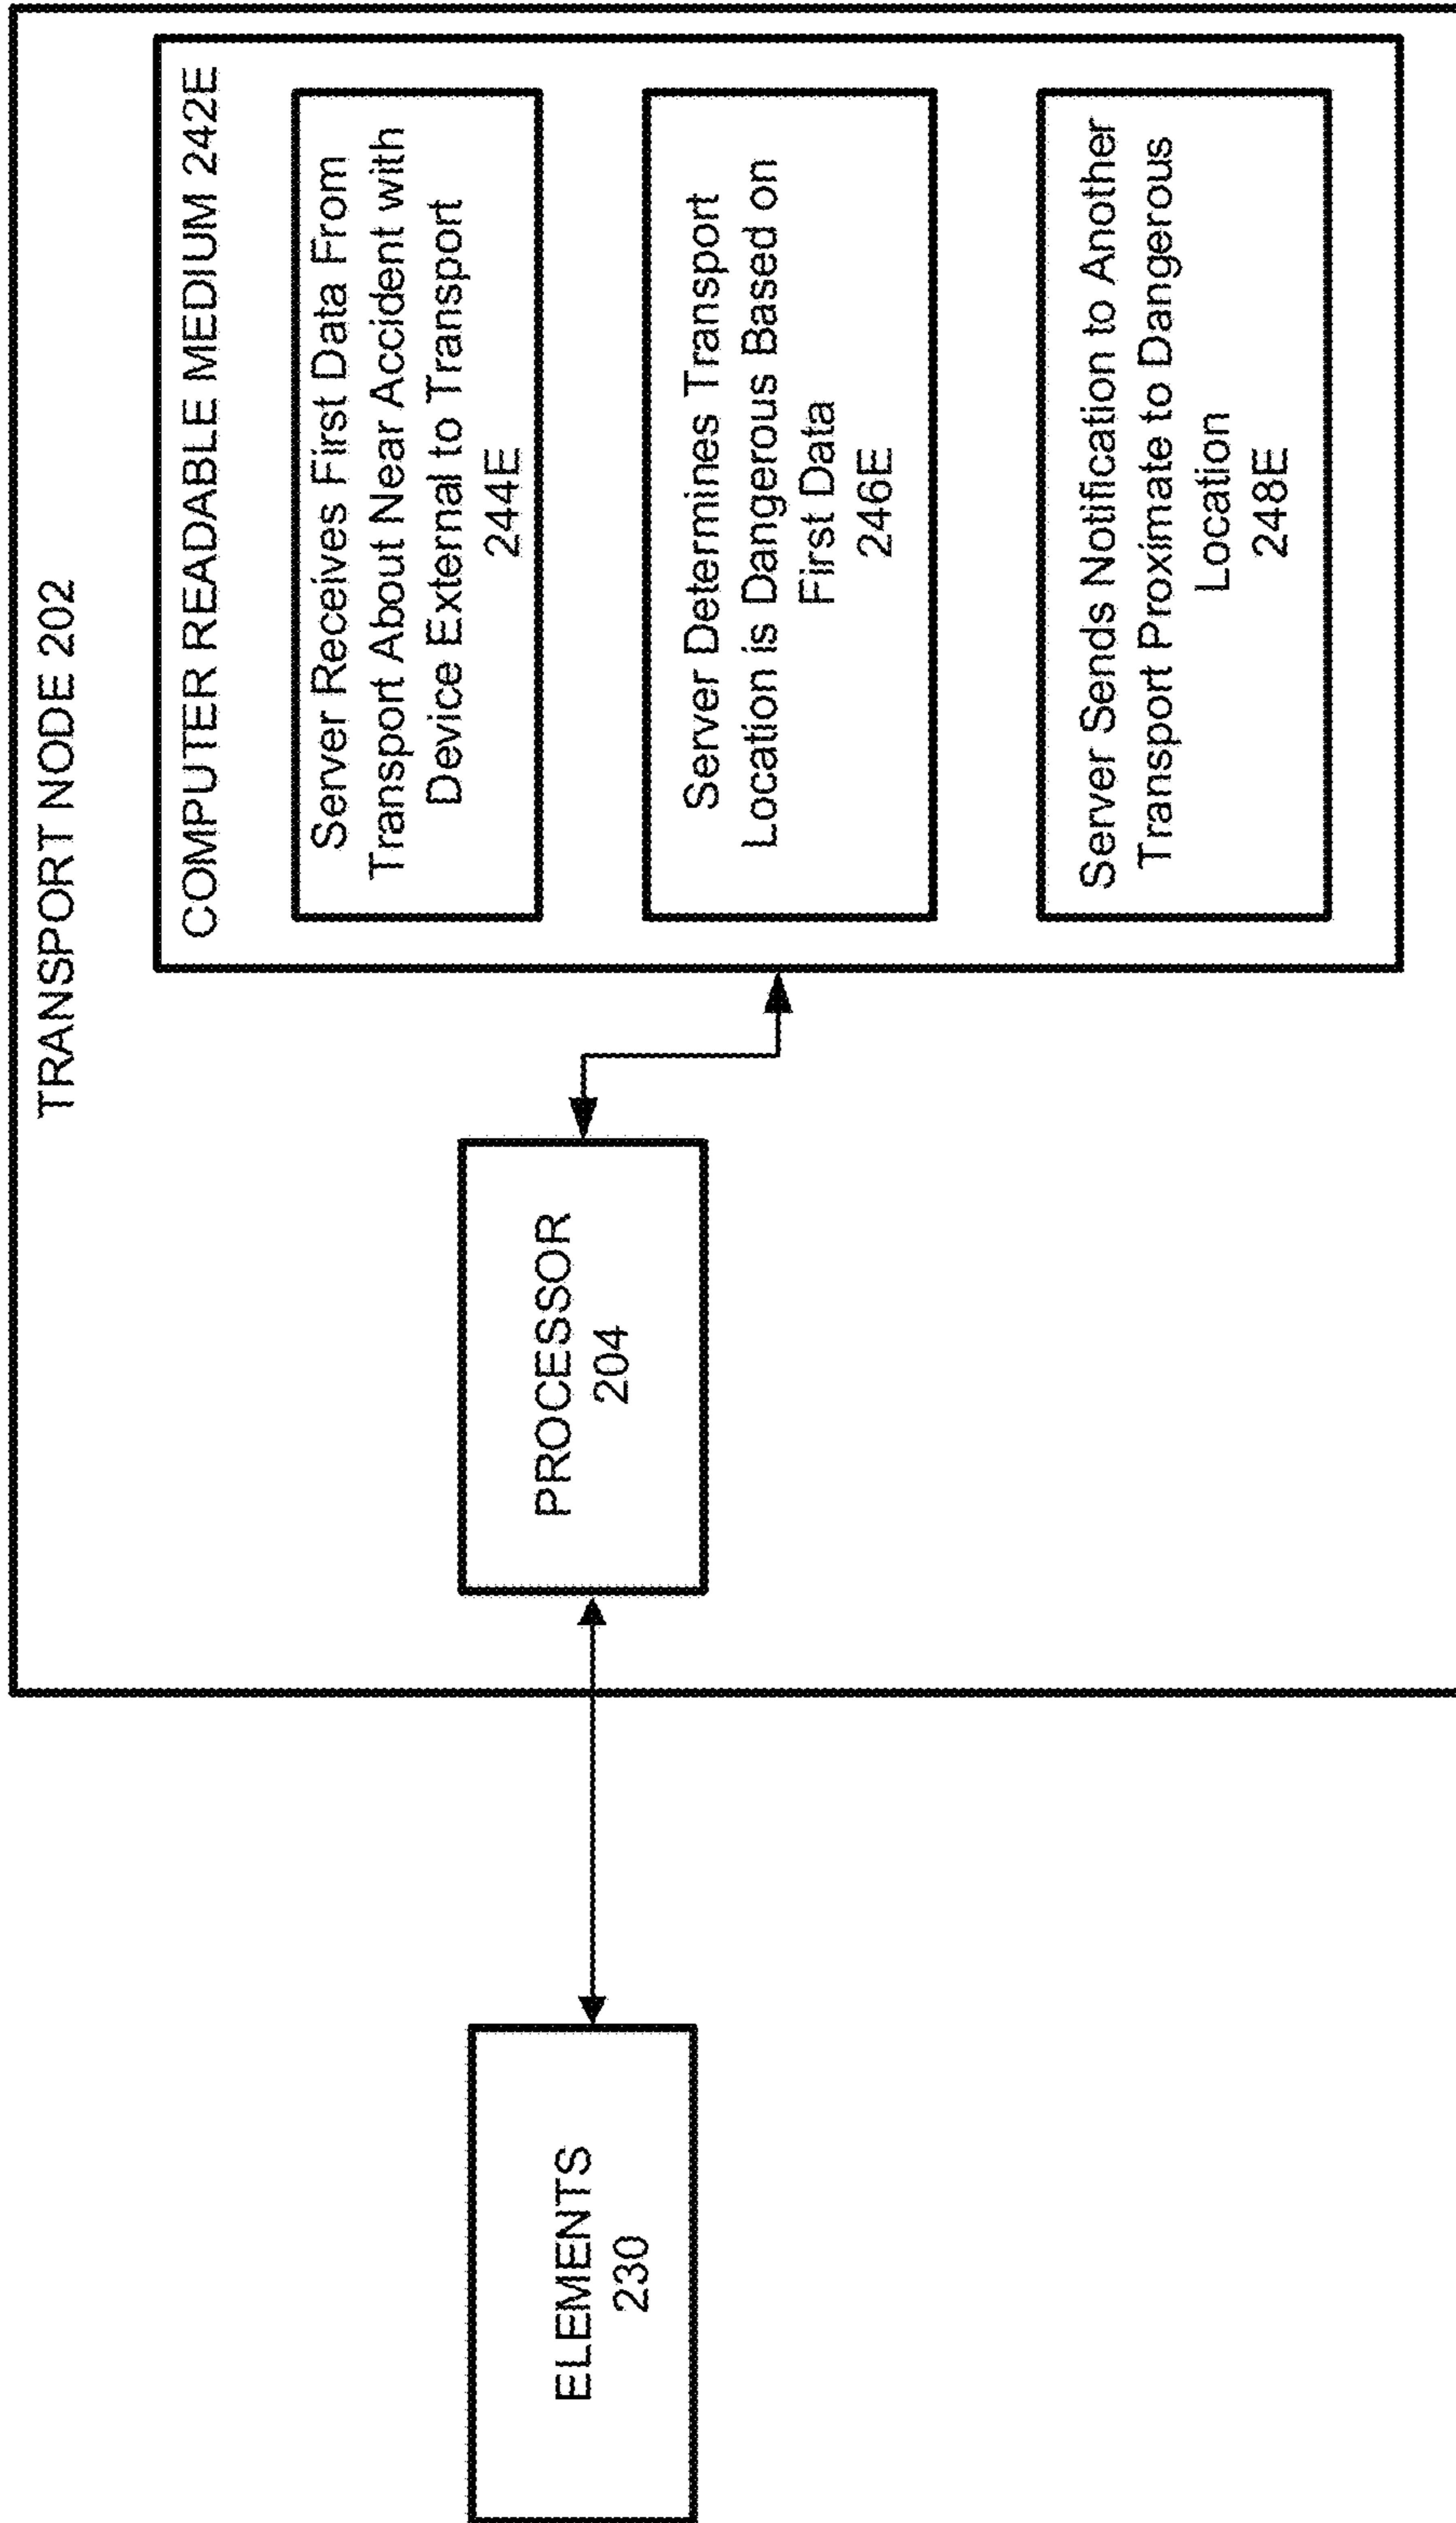 TRANSPORT NODE 202
COMPUTER READABLE MEDIUM 242E
Server Receives First Data From
Transport About Near Accident with
Device External to Transport
244E
Server Determines Transport
Location is Dangerous Based on
First Data
246E
Server Sends Notification to Another
Transport Proximate to Dangerous
Location
248E
PROCESSOR
204
ELEMENTS
230